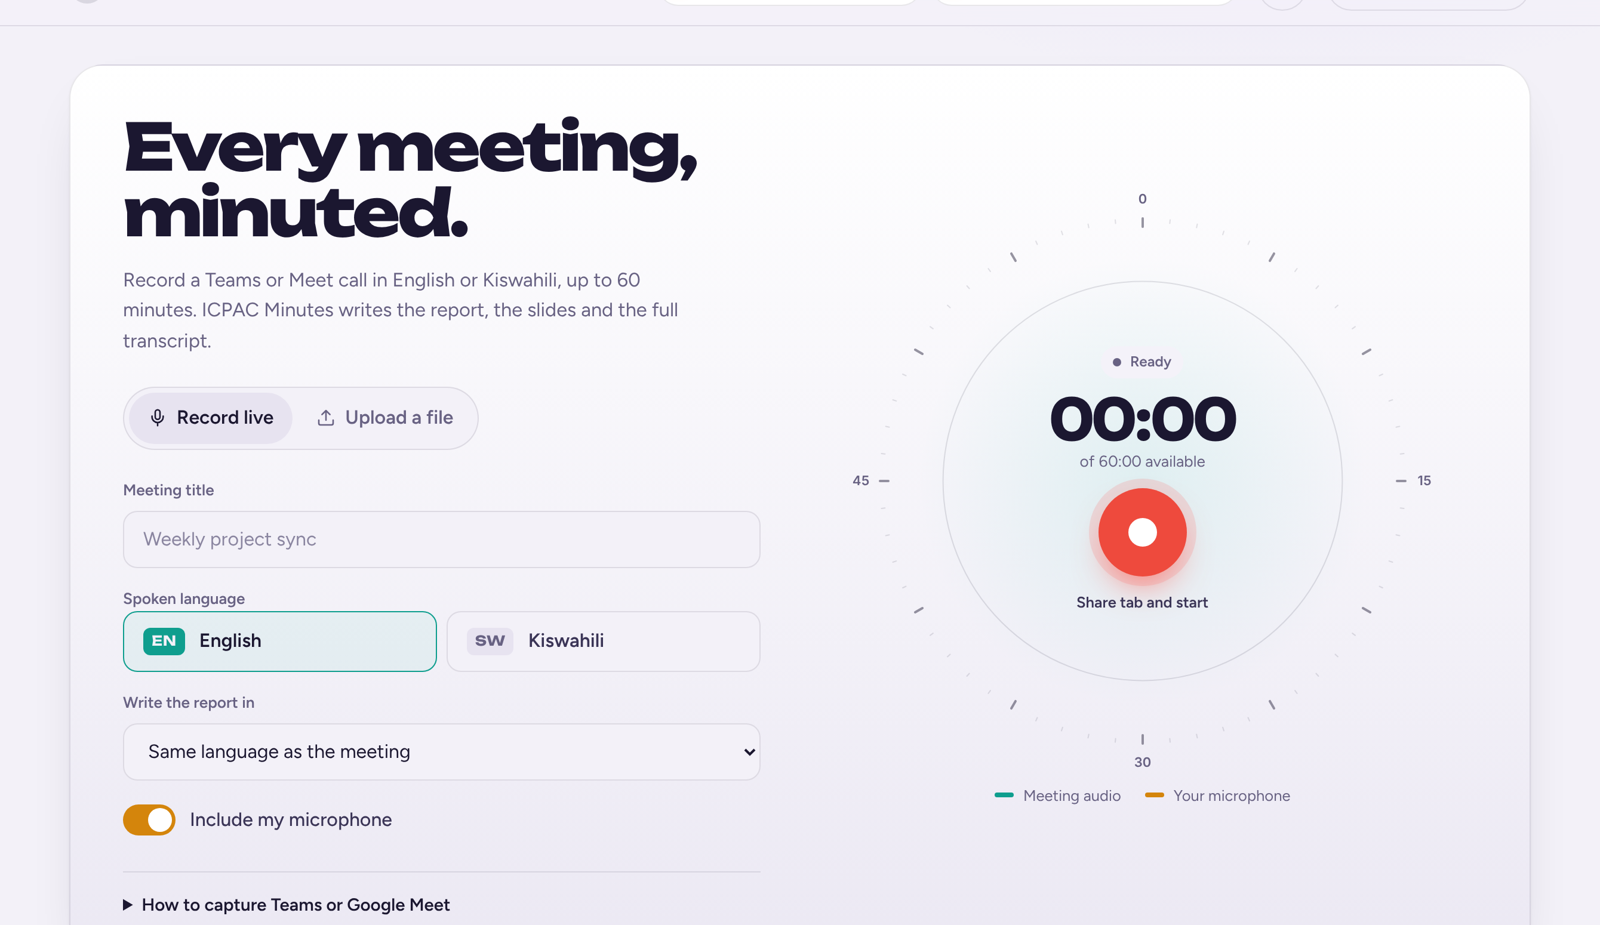 Every meeting,
minuted.
Record a Teams or Meet call in English or Kiswahili, up to 60
minutes. ICPAC Minutes writes the report, the slides and the full
transcript.
Record live
Upload a file
Meeting title
Weekly project sync
Spoken language
EN English
SW Kiswahili
Write the report in
Same language as the meeting
Include my microphone
How to capture Teams or Google Meet
0
Ready
00:00
of 60:00 available
45
15
Share tab and start
30
Meeting audio
Your microphone